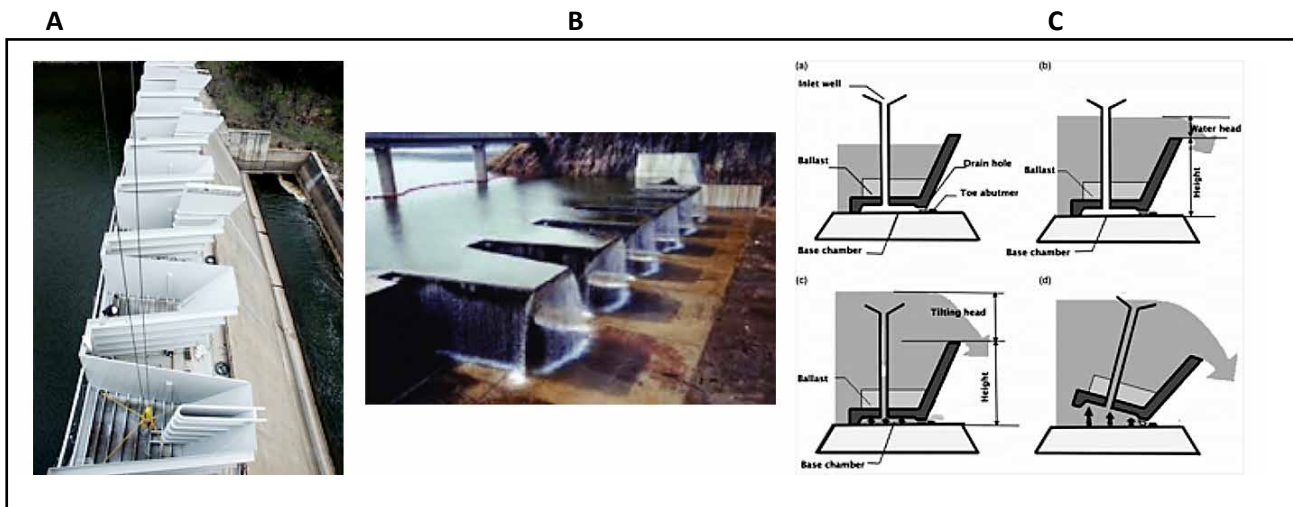 A
B
C
(a)
Inlet well
Ballast
Drain hole
Toe abutmer
Base chamber
(b)
Water head
Ballast
Height
Base chamber
(c)
Tilting head
Ballast
Height
Base chamber
(d)